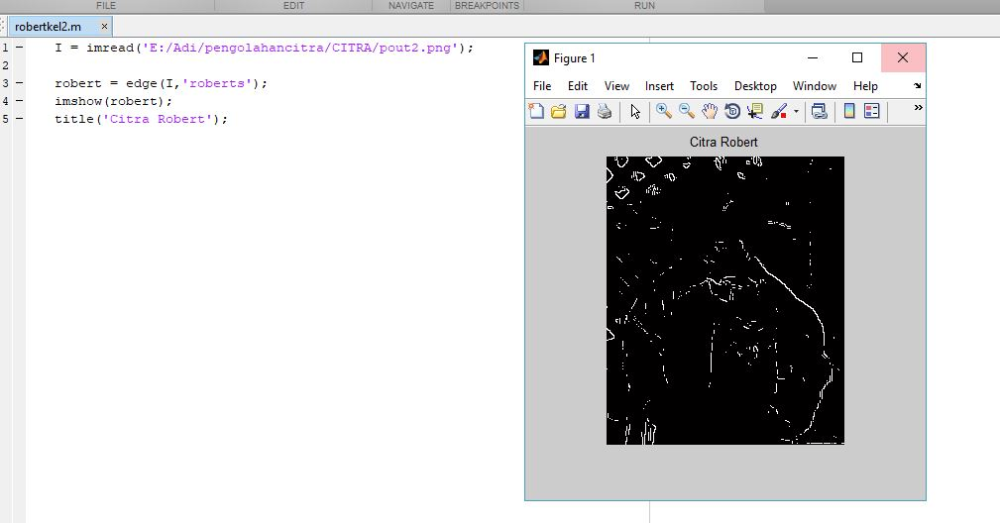 FILE EDIT NAVIGATE BREAKPOINTS RUN
robertkel2.m ×
1 – I = imread('E:/Adi/pengolahancitra/CITRA/pout2.png');
2
3 – robert = edge(I,'roberts');
4 – imshow(robert);
5 – title('Citra Robert');
Figure 1
File Edit View Insert Tools Desktop Window Help
Citra Robert